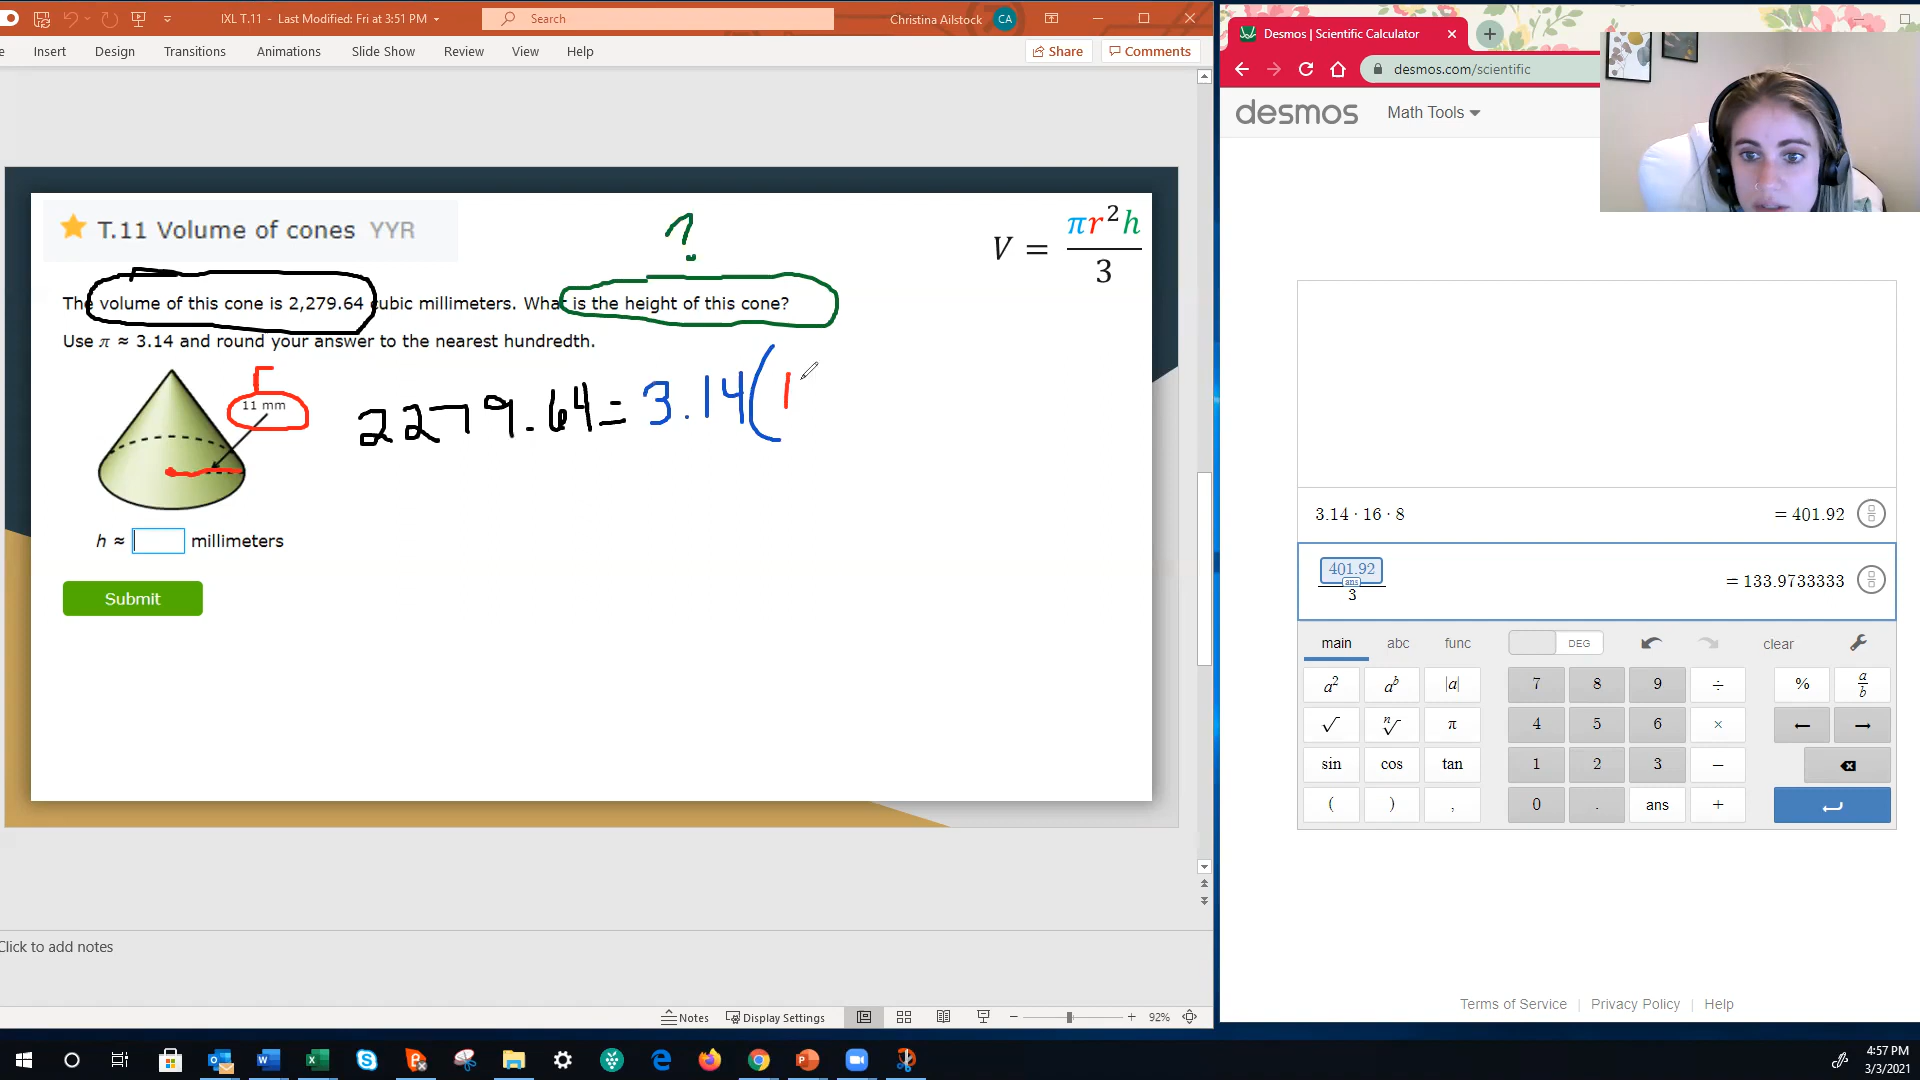 IXL T.11 - Last Modified: Fri at 3:51 PM
Search
Christina Ailstock CA
Insert Design Transitions Animations Slide Show Review View Help
Share Comments
T.11 Volume of cones YYR
?
V = πr²h/3
The volume of this cone is 2,279.64 cubic millimeters. What is the height of this cone?
Use π ≈ 3.14 and round your answer to the nearest hundredth.
r
11 mm
2279.64 = 3.14(1
h ≈ millimeters
Submit
Click to add notes
Notes Display Settings 92%
Desmos | Scientific Calculator
desmos.com/scientific
desmos Math Tools
3.14 · 16 · 8 = 401.92
401.92
ans
3
= 133.9733333
main abc func DEG clear
a² aᵇ |a| 7 8 9 ÷ % a/b
√ ⁿ√ π 4 5 6 × ← →
sin cos tan 1 2 3 −
( ) , 0 . ans +
Terms of Service | Privacy Policy | Help
4:57 PM
3/3/2021